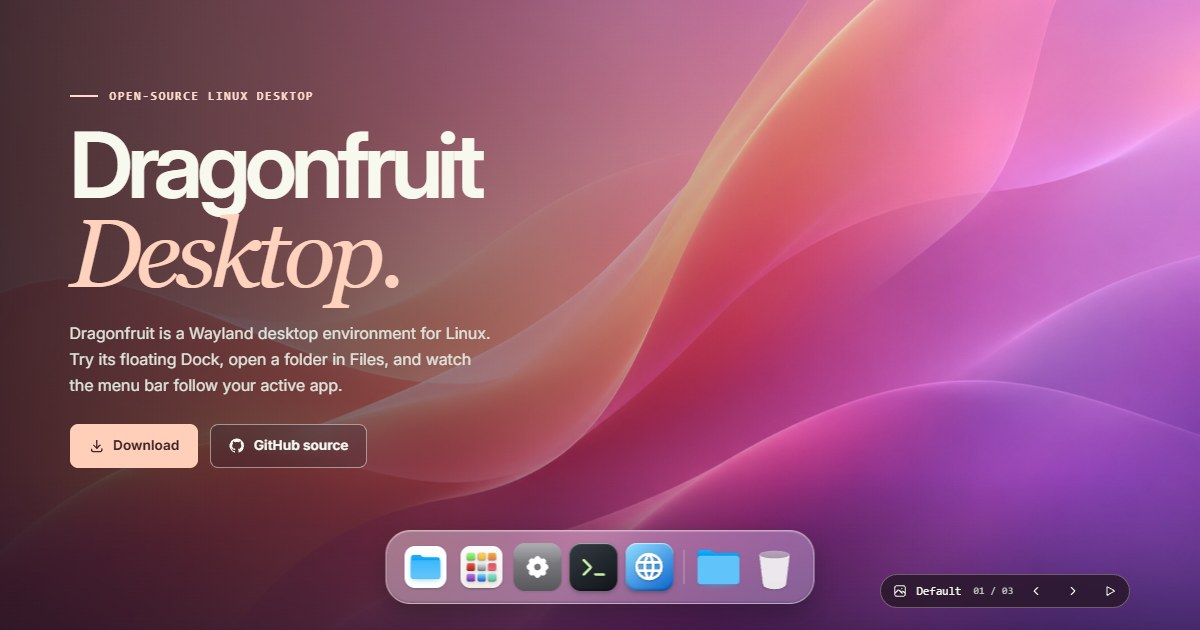 OPEN-SOURCE LINUX DESKTOP
Dragonfruit
Desktop.
Dragonfruit is a Wayland desktop environment for Linux.
Try its floating Dock, open a folder in Files, and watch
the menu bar follow your active app.
Download
GitHub source
Default 01 / 03